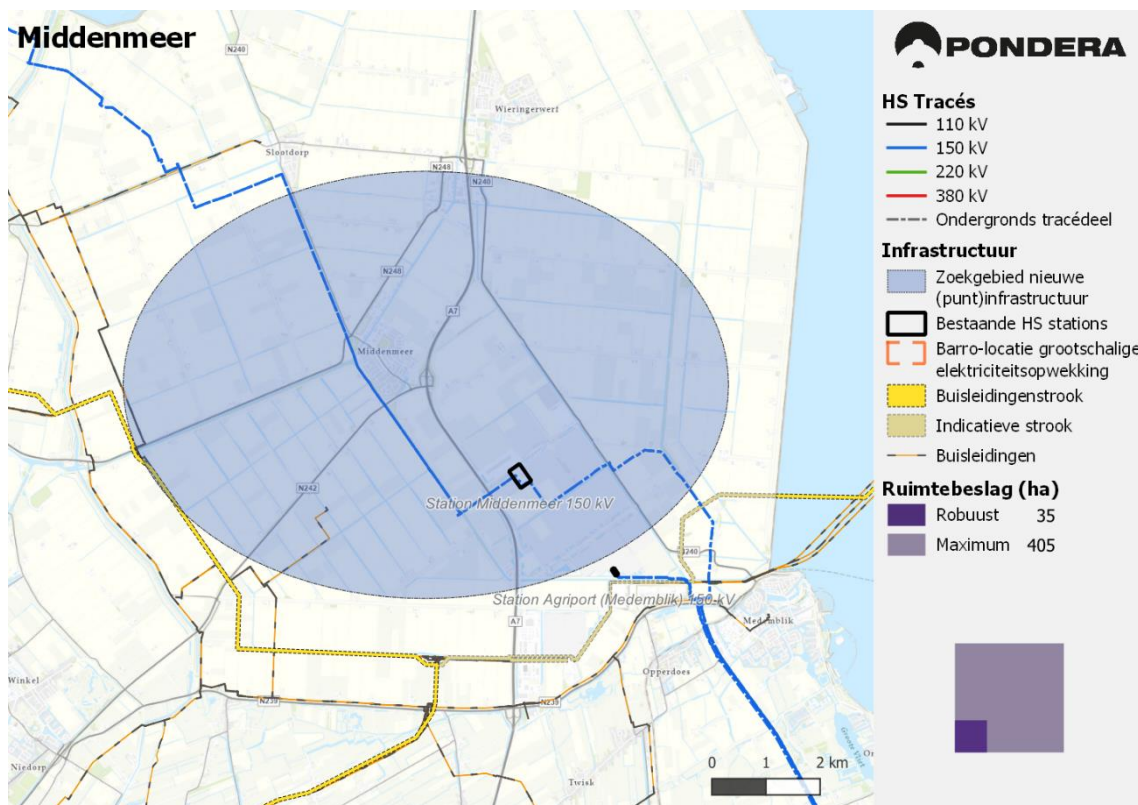 Middenmeer
N240
Wieringerwerf
Slootdorp
N248
N240
N248
A7
Middenmeer
N242
Station Middenmeer 150 kV
N240
Station Agriport (Medemblik) 150 kV
A7
Medemblik
Opperdoes
Winkel
N239
N239
Niedorp
Twisk
Groote Vliet
0 1 2 km
PONDERA
HS Tracés
110 kV
150 kV
220 kV
380 kV
Ondergronds tracédeel
Infrastructuur
Zoekgebied nieuwe
(punt)infrastructuur
Bestaande HS stations
Barro-locatie grootschalige
elektriciteitsopwekking
Buisleidingenstrook
Indicatieve strook
Buisleidingen
Ruimtebeslag (ha)
Robuust 35
Maximum 405